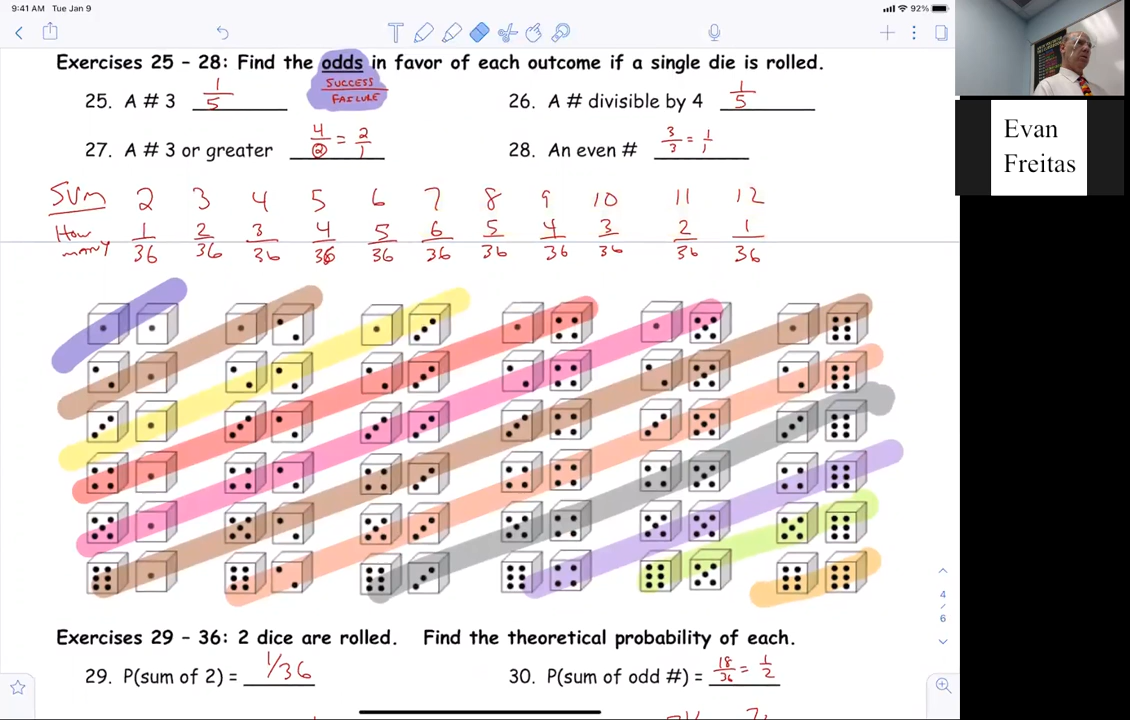 9:41 AM Tue Jan 9
92%
Exercises 25 - 28: Find the odds in favor of each outcome if a single die is rolled.
SUCCESS
FAILURE
25. A # 3 1/5
26. A # divisible by 4 1/5
27. A # 3 or greater 4/2 = 2/1
28. An even # 3/3 = 1/1
SUM 2 3 4 5 6 7 8 9 10 11 12
HOW MANY 1/36 2/36 3/36 4/36 5/36 6/36 5/36 4/36 3/36 2/36 1/36
Exercises 29 - 36: 2 dice are rolled. Find the theoretical probability of each.
29. P(sum of 2) = 1/36
30. P(sum of odd #) = 18/36 = 1/2
4
/
6
Evan
Freitas